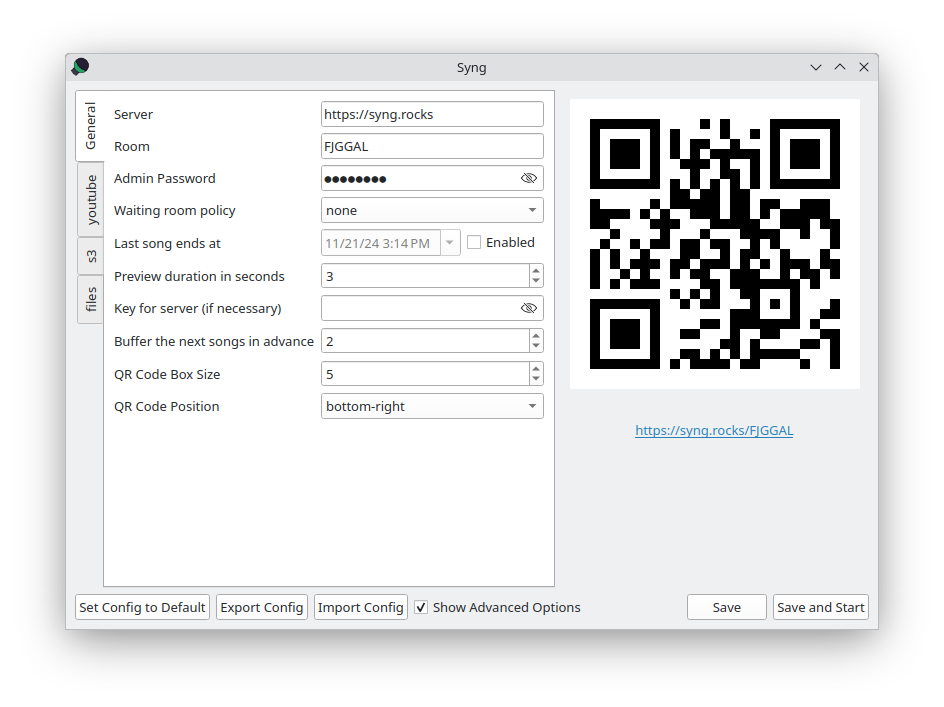 Syng
General
youtube
s3
files
Server
https://syng.rocks
Room
FJGGAL
Admin Password
●●●●●●●●
Waiting room policy
none
Last song ends at
11/21/24 3:14 PM
Enabled
Preview duration in seconds
3
Key for server (if necessary)
Buffer the next songs in advance
2
QR Code Box Size
5
QR Code Position
bottom-right
https://syng.rocks/FJGGAL
Set Config to Default
Export Config
Import Config
Show Advanced Options
Save
Save and Start